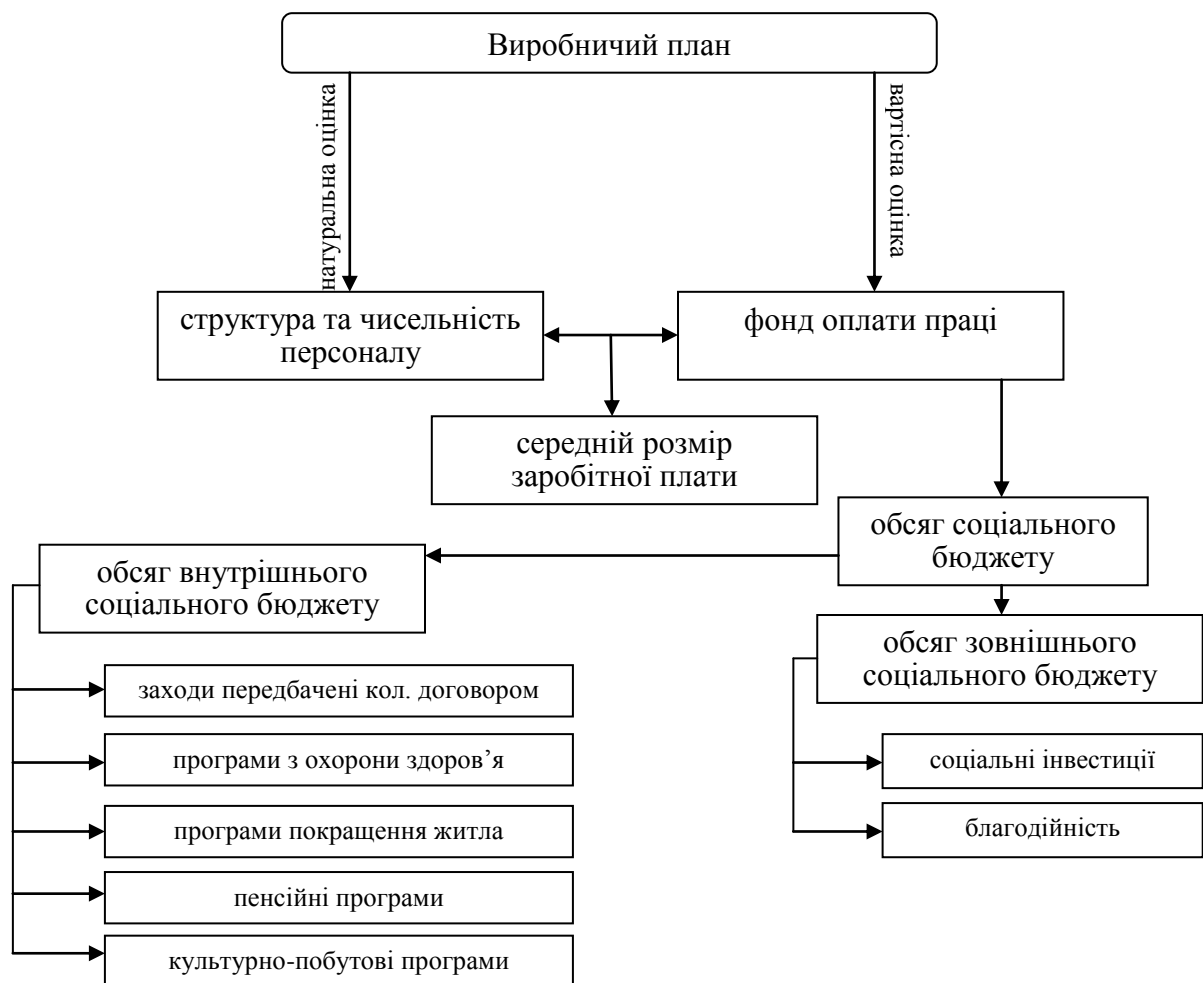 Виробничий план
натуральна оцінка
вартісна оцінка
структура та чисельність
персоналу
фонд оплати праці
середній розмір
заробітної плати
обсяг соціального
бюджету
обсяг внутрішнього
соціального бюджету
обсяг зовнішнього
соціального бюджету
заходи передбачені кол. договором
програми з охорони здоров’я
програми покращення житла
пенсійні програми
культурно-побутові програми
соціальні інвестиції
благодійність